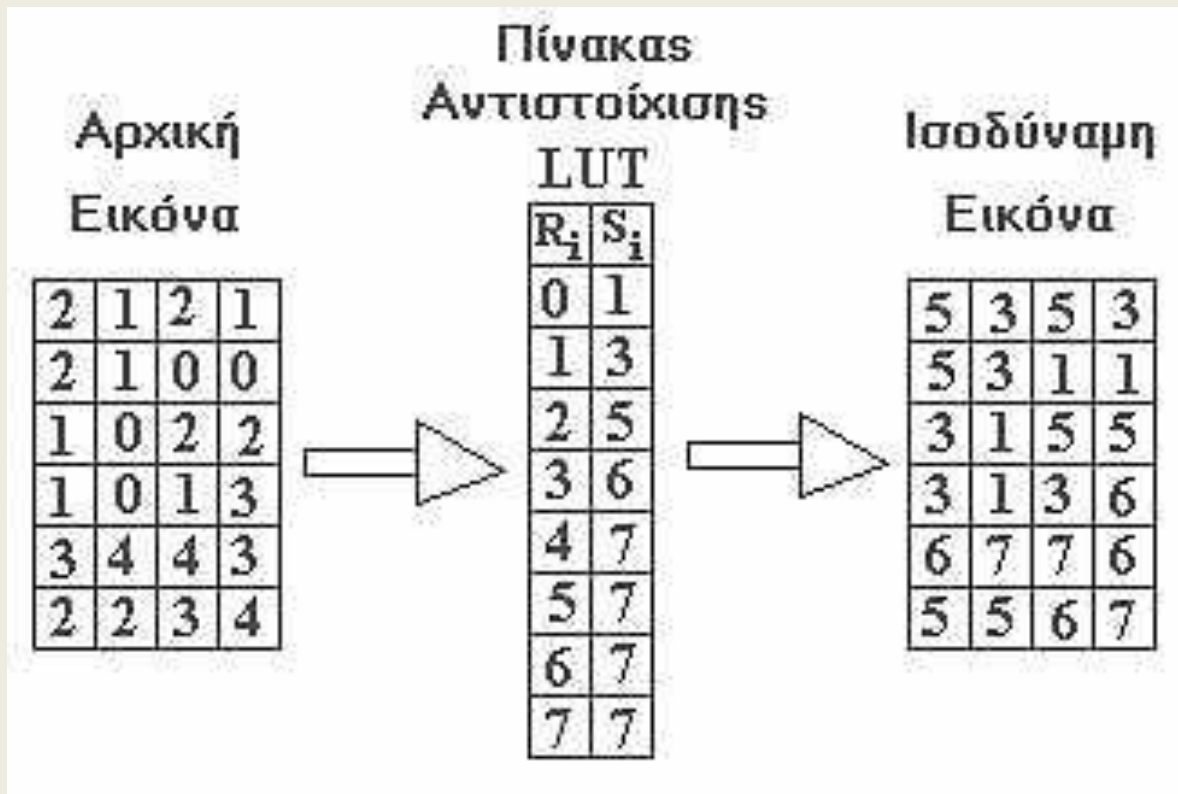 Αρχική
Εικόνα
2 1 2 1
2 1 0 0
1 0 2 2
1 0 1 3
3 4 4 3
2 2 3 4
Πίνακας
Αντιστοίχισης
LUT
Ri Si
0 1
1 3
2 5
3 6
4 7
5 7
6 7
7 7
Ισοδύναμη
Εικόνα
5 3 5 3
5 3 1 1
3 1 5 5
3 1 3 6
6 7 7 6
5 5 6 7